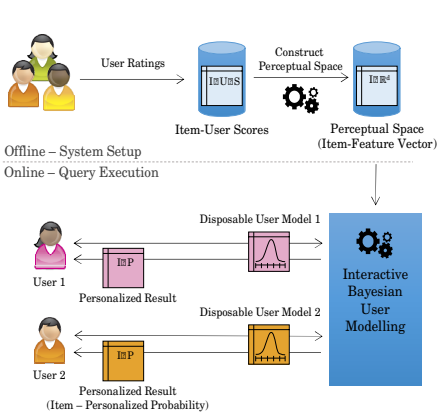 User Ratings
Construct
Perceptual Space
Item-User Scores
Perceptual Space
(Item-Feature Vector)
Offline – System Setup
Online – Query Execution
Disposable User Model 1
User 1
Personalized Result
Interactive
Bayesian
User
Modelling
Disposable User Model 2
User 2
Personalized Result
(Item – Personalized Probability)